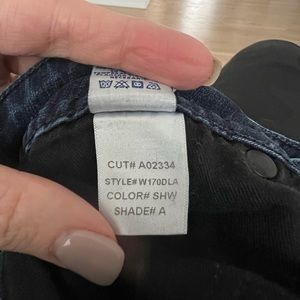 CUT# A02334
STYLE# W170DLA
COLOR# SHW
SHADE# A